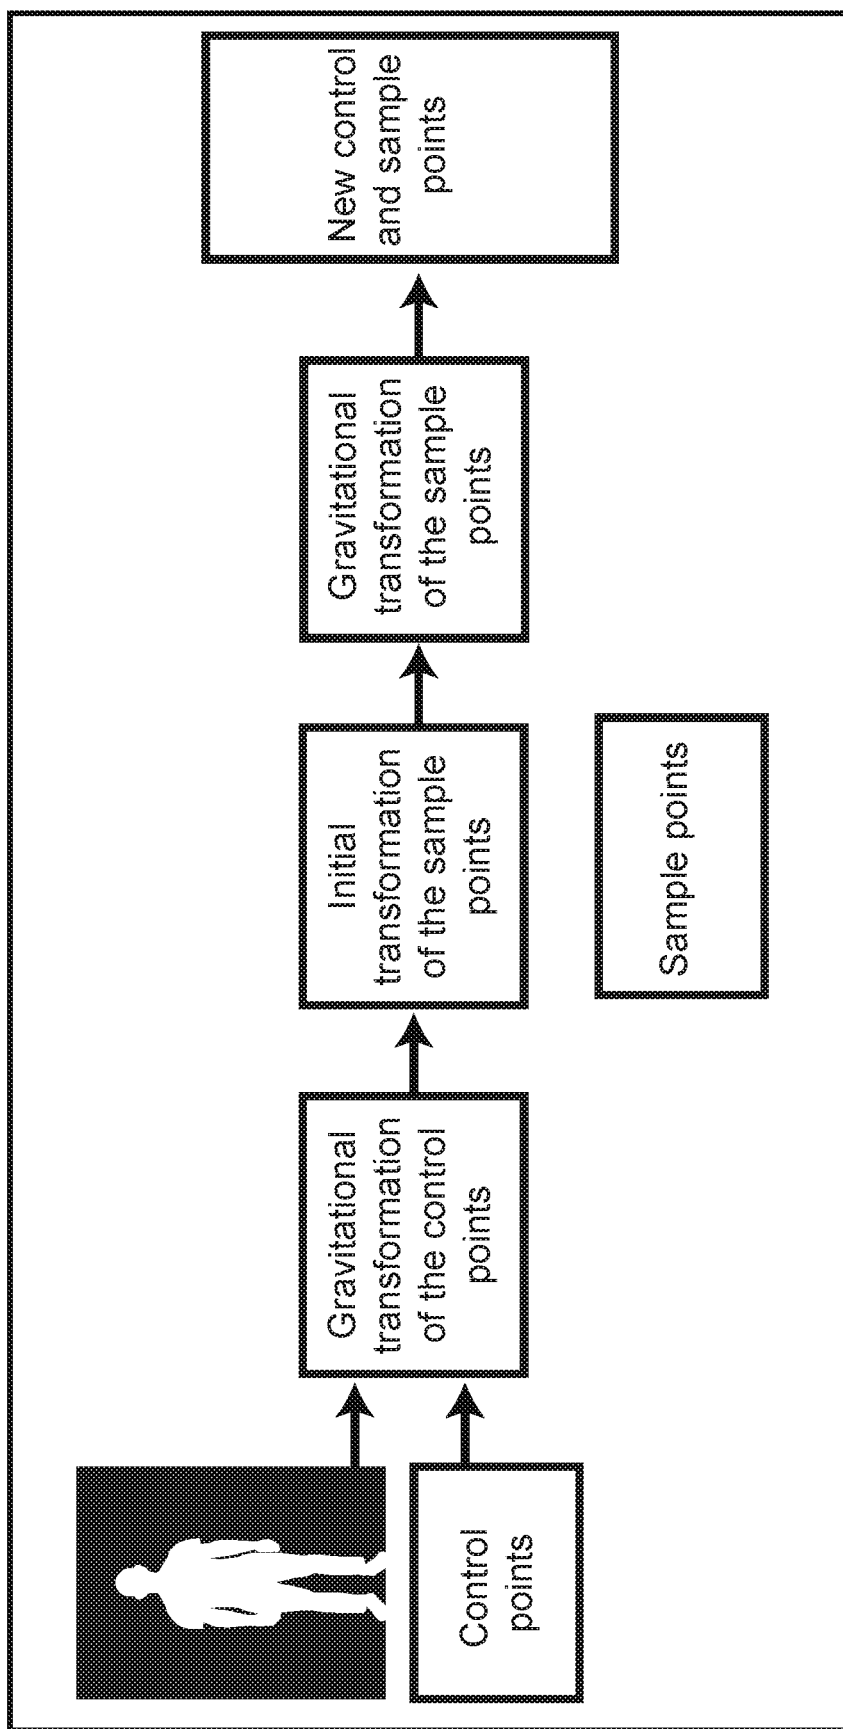 Control
points
Gravitational
transformation
of the control
points
Initial
transformation
of the sample
points
Sample points
Gravitational
transformation
of the sample
points
New control
and sample
points